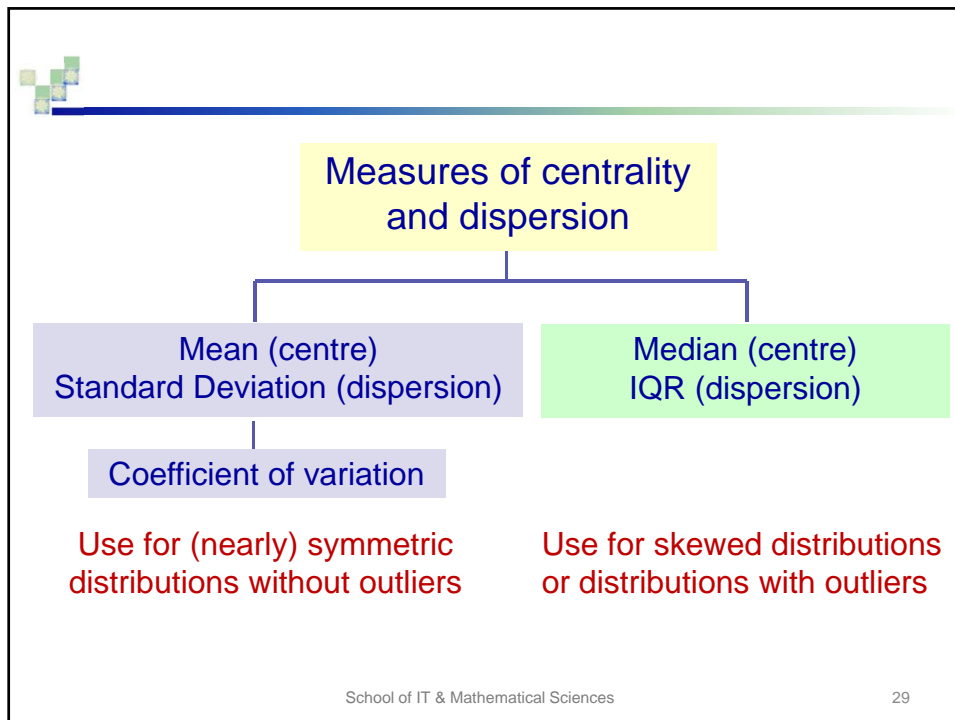 Measures of centrality
and dispersion
Mean (centre)
Standard Deviation (dispersion)
Median (centre)
IQR (dispersion)
Coefficient of variation
Use for (nearly) symmetric
distributions without outliers
Use for skewed distributions
or distributions with outliers
School of IT & Mathematical Sciences
29